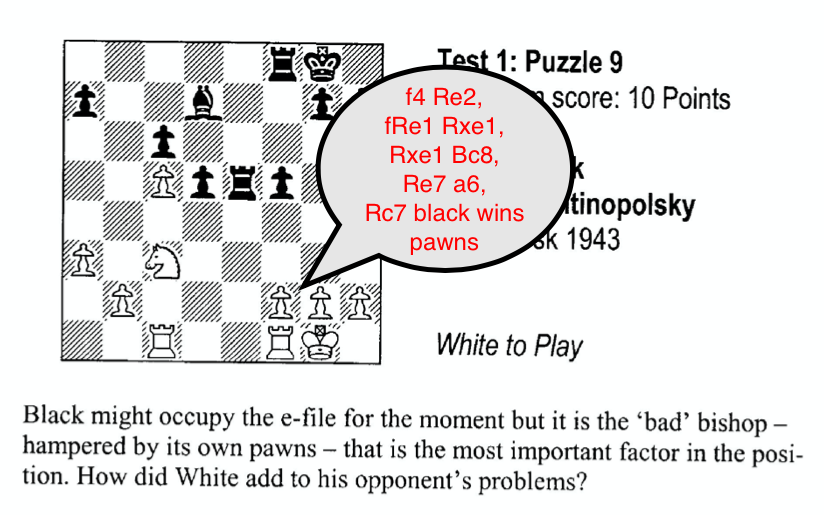 Test 1: Puzzle 9
score: 10 Points
f4 Re2,
fRe1 Rxe1,
Rxe1 Bc8,
Re7 a6,
Rc7 black wins
pawns
tinopolsky
sk 1943
White to Play
Black might occupy the e-file for the moment but it is the ‘bad’ bishop –
hampered by its own pawns – that is the most important factor in the posi-
tion. How did White add to his opponent’s problems?